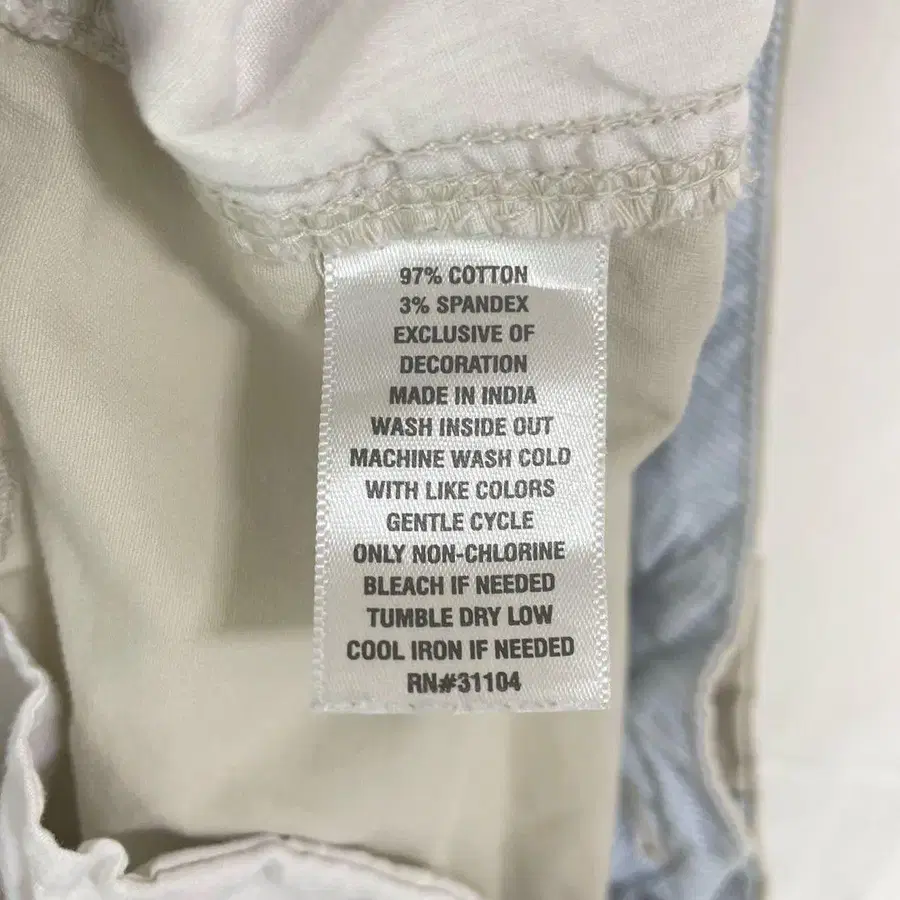 97% COTTON
3% SPANDEX
EXCLUSIVE OF
DECORATION
MADE IN INDIA
WASH INSIDE OUT
MACHINE WASH COLD
WITH LIKE COLORS
GENTLE CYCLE
ONLY NON-CHLORINE
BLEACH IF NEEDED
TUMBLE DRY LOW
COOL IRON IF NEEDED
RN#31104